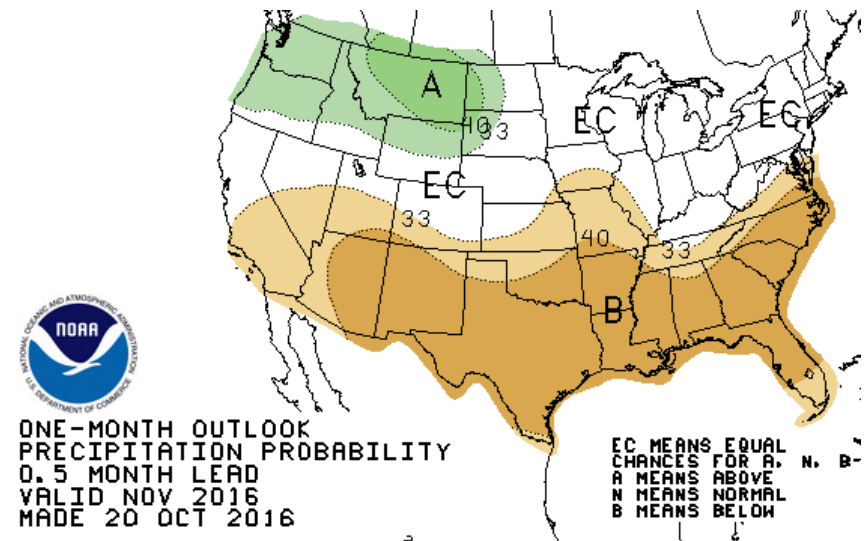 A
EC
EC
40
33
EC
33
40
33
B
NATIONAL OCEANIC AND ATMOSPHERIC ADMINISTRATION
NOAA
U.S. DEPARTMENT OF COMMERCE
ONE-MONTH OUTLOOK
PRECIPITATION PROBABILITY
0.5 MONTH LEAD
VALID NOV 2016
MADE 20 OCT 2016
EC MEANS EQUAL
CHANCES FOR A, N, B
A MEANS ABOVE
N MEANS NORMAL
B MEANS BELOW